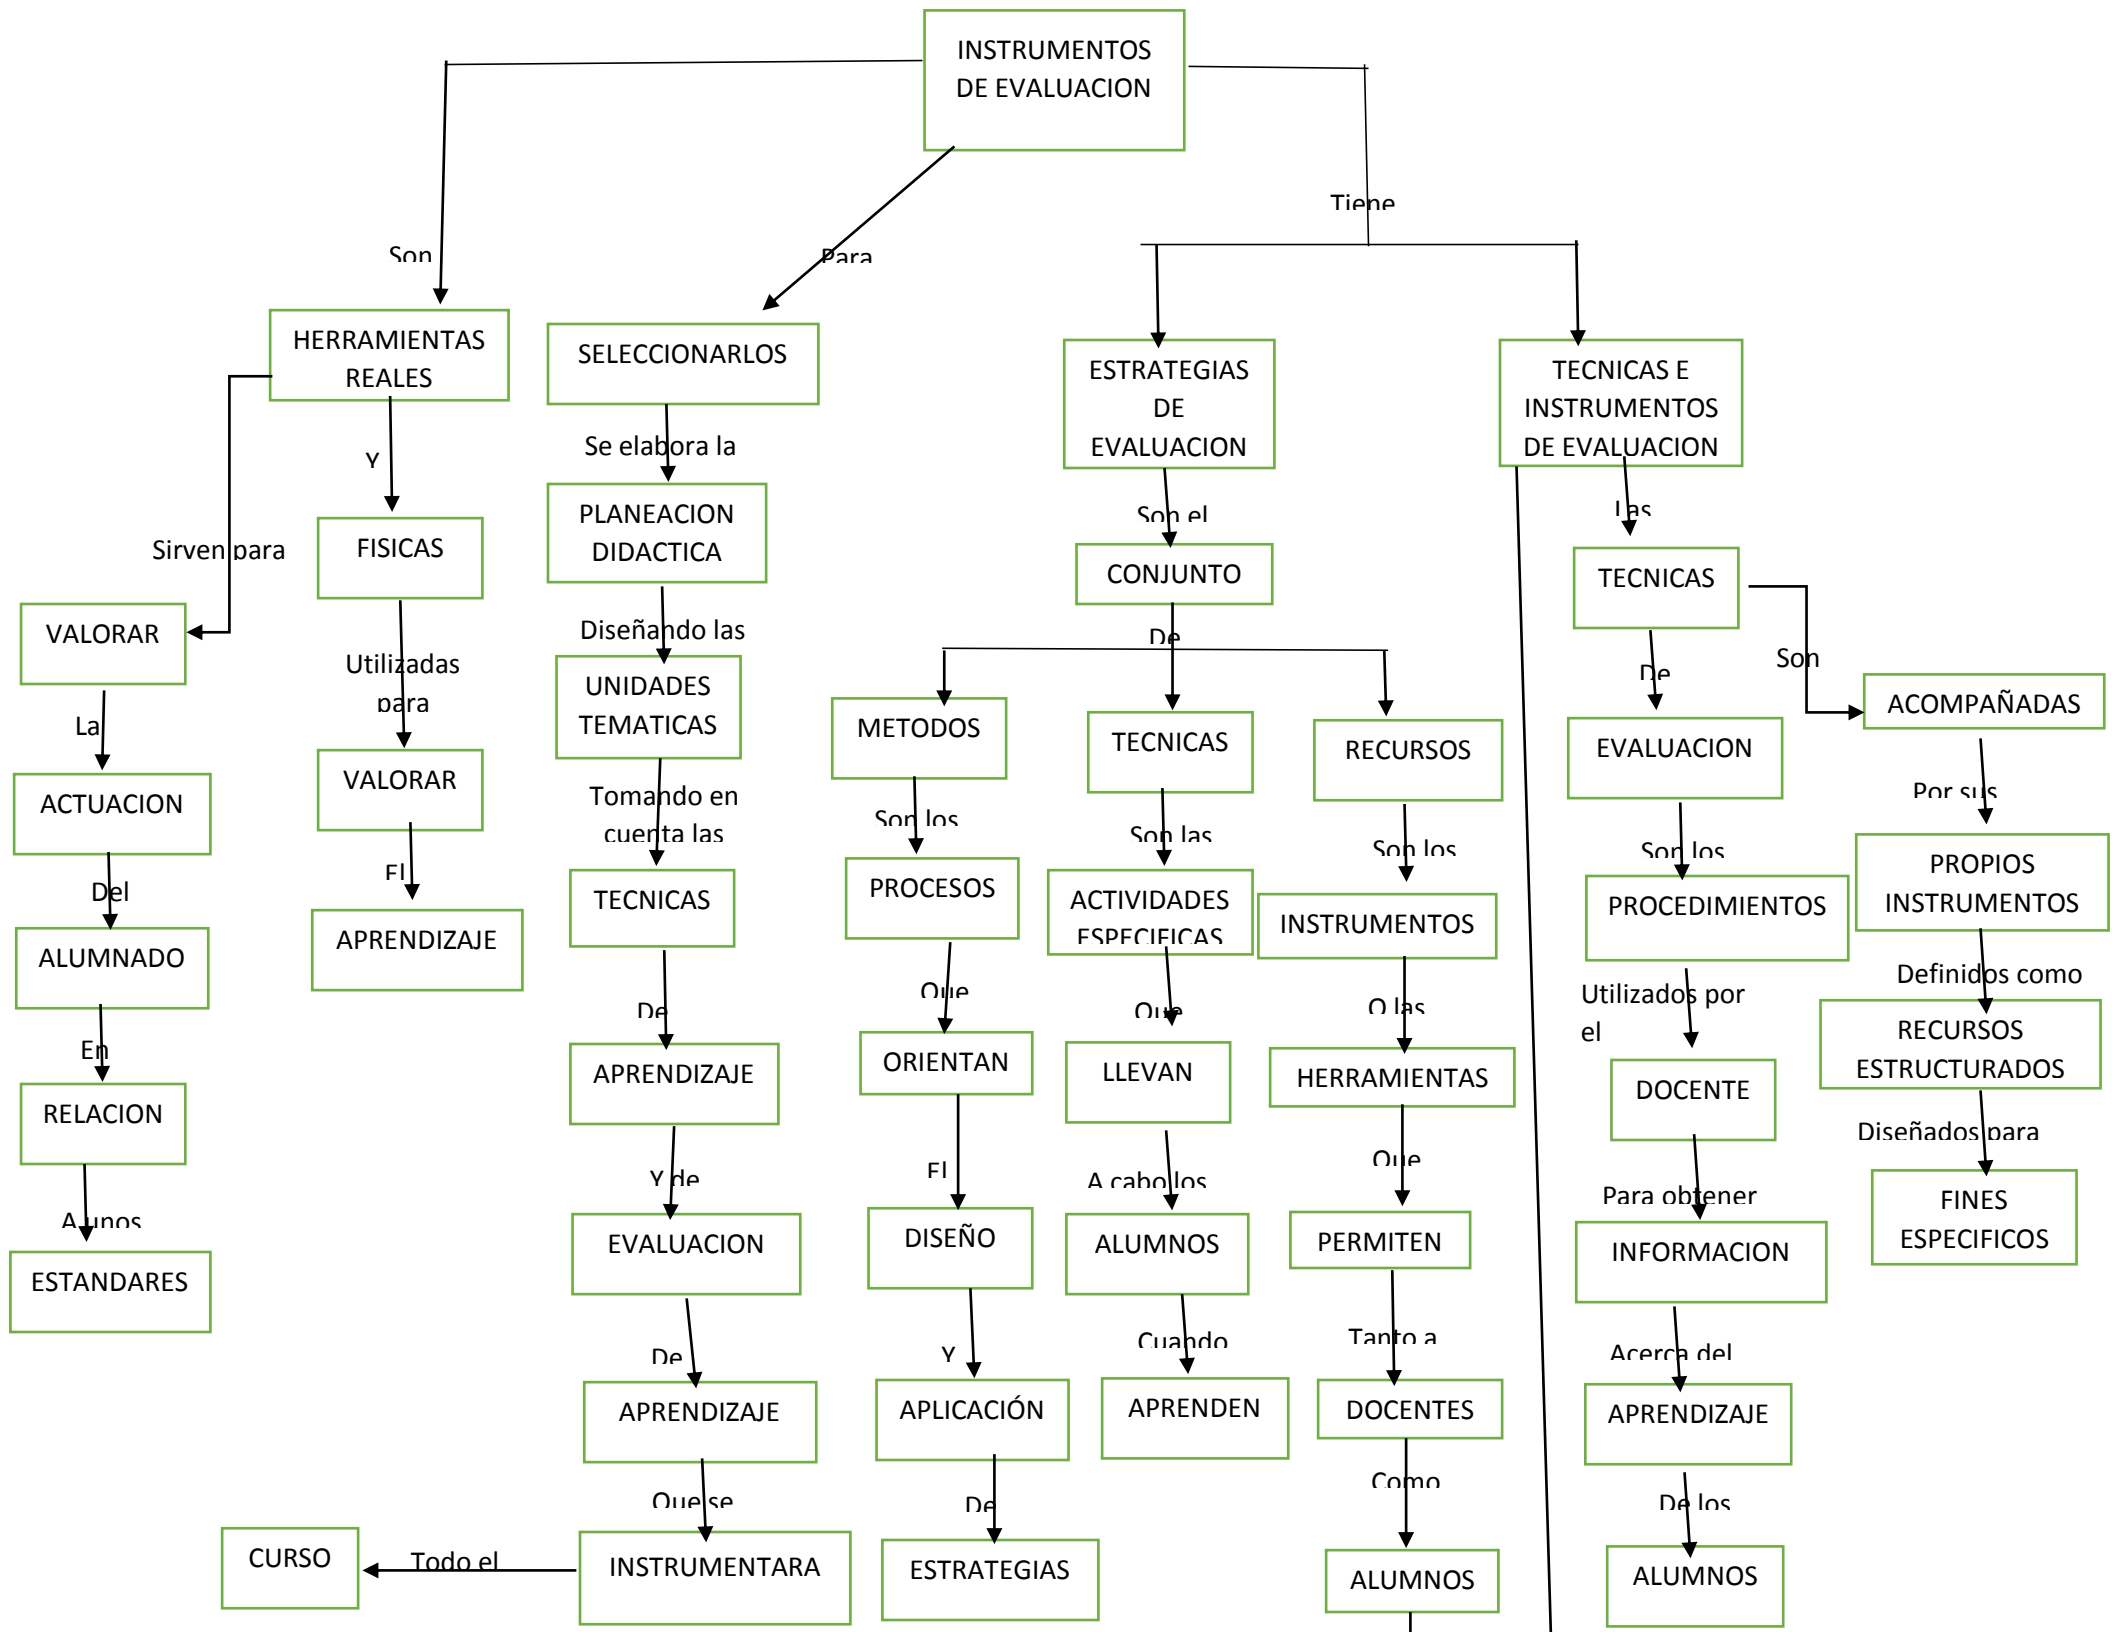 INSTRUMENTOS
DE EVALUACION
Son
Para
Tiene
HERRAMIENTAS
REALES
Sirven para
VALORAR
La
ACTUACION
Del
ALUMNADO
En
RELACION
A unos
ESTANDARES
Y
FISICAS
Utilizadas
para
VALORAR
El
APRENDIZAJE
SELECCIONARLOS
Se elabora la
PLANEACION
DIDACTICA
Diseñando las
UNIDADES
TEMATICAS
Tomando en
cuenta las
TECNICAS
De
APRENDIZAJE
Y de
EVALUACION
De
APRENDIZAJE
Que se
INSTRUMENTARA
Todo el
CURSO
ESTRATEGIAS
DE
EVALUACION
Son el
CONJUNTO
De
METODOS
Son los
PROCESOS
Que
ORIENTAN
El
DISEÑO
Y
APLICACIÓN
De
ESTRATEGIAS
TECNICAS
Son las
ACTIVIDADES
ESPECIFICAS
Que
LLEVAN
A cabo los
ALUMNOS
Cuando
APRENDEN
RECURSOS
Son los
INSTRUMENTOS
O las
HERRAMIENTAS
Que
PERMITEN
Tanto a
DOCENTES
Como
ALUMNOS
TECNICAS E
INSTRUMENTOS
DE EVALUACION
Las
TECNICAS
De
EVALUACION
Son los
PROCEDIMIENTOS
Utilizados por
el
DOCENTE
Para obtener
INFORMACION
Acerca del
APRENDIZAJE
De los
ALUMNOS
Son
ACOMPAÑADAS
Por sus
PROPIOS
INSTRUMENTOS
Definidos como
RECURSOS
ESTRUCTURADOS
Diseñados para
FINES
ESPECIFICOS